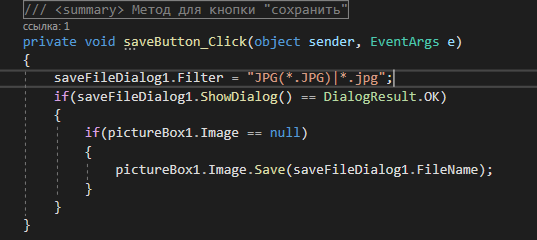 /// <summary> Метод для кнопки "сохранить"
ссылка: 1
private void saveButton_Click(object sender, EventArgs e)
{
saveFileDialog1.Filter = "JPG(*.JPG)|*.jpg";
if(saveFileDialog1.ShowDialog() == DialogResult.OK)
{
if(pictureBox1.Image == null)
{
pictureBox1.Image.Save(saveFileDialog1.FileName);
}
}
}